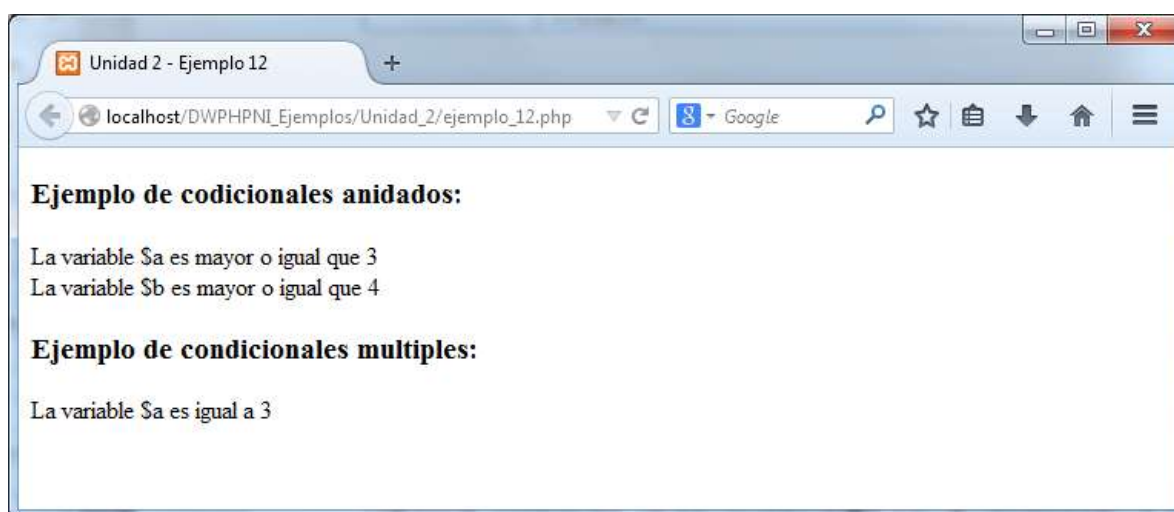 Unidad 2 - Ejemplo 12
localhost/DWPHPNI_Ejemplos/Unidad_2/ejemplo_12.php
8 Google
Ejemplo de codicionales anidados:
La variable $a es mayor o igual que 3
La variable $b es mayor o igual que 4
Ejemplo de condicionales multiples:
La variable $a es igual a 3